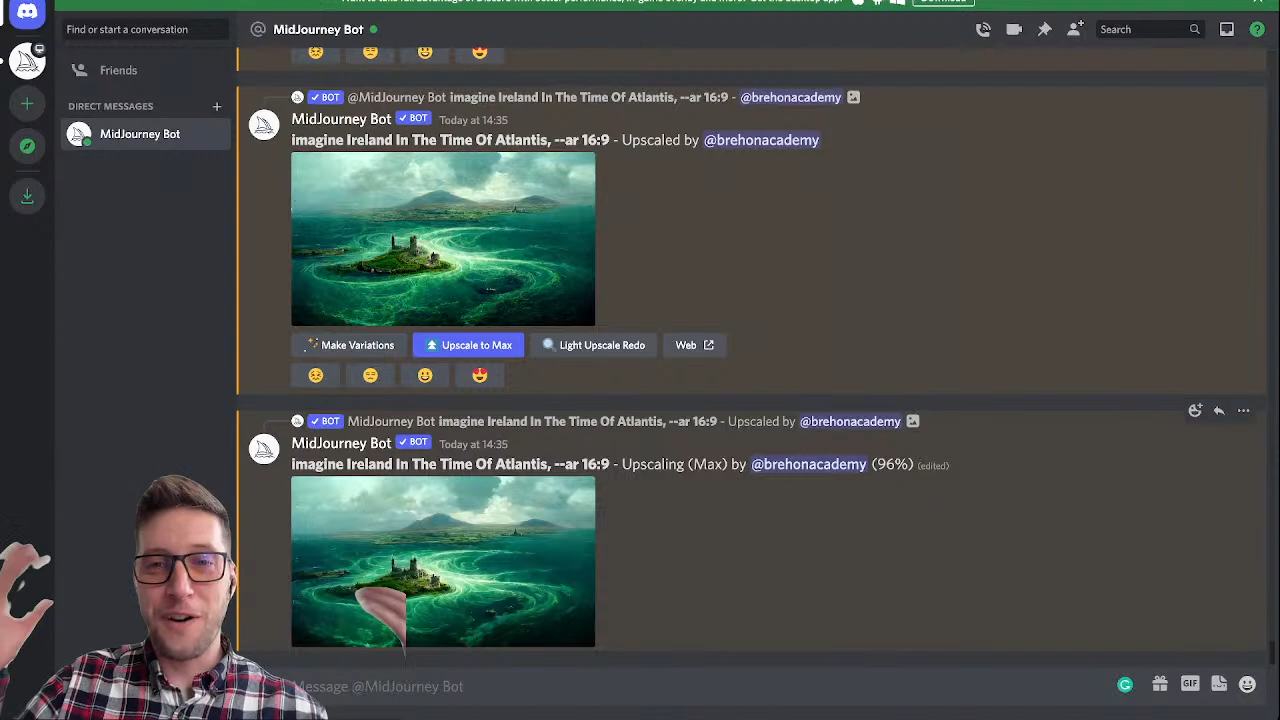 Download
Find or start a conversation
@ MidJourney Bot
Search
Friends
DIRECT MESSAGES +
MidJourney Bot
✓ BOT @MidJourney Bot imagine Ireland In The Time Of Atlantis, --ar 16:9 - @brehonacademy
MidJourney Bot ✓ BOT Today at 14:35
imagine Ireland In The Time Of Atlantis, --ar 16:9 - Upscaled by @brehonacademy
Make Variations Upscale to Max Light Upscale Redo Web
✓ BOT MidJourney Bot imagine Ireland In The Time Of Atlantis, --ar 16:9 - Upscaled by @brehonacademy
MidJourney Bot ✓ BOT Today at 14:35
imagine Ireland In The Time Of Atlantis, --ar 16:9 - Upscaling (Max) by @brehonacademy (96%) (edited)
Message @MidJourney Bot
GIF